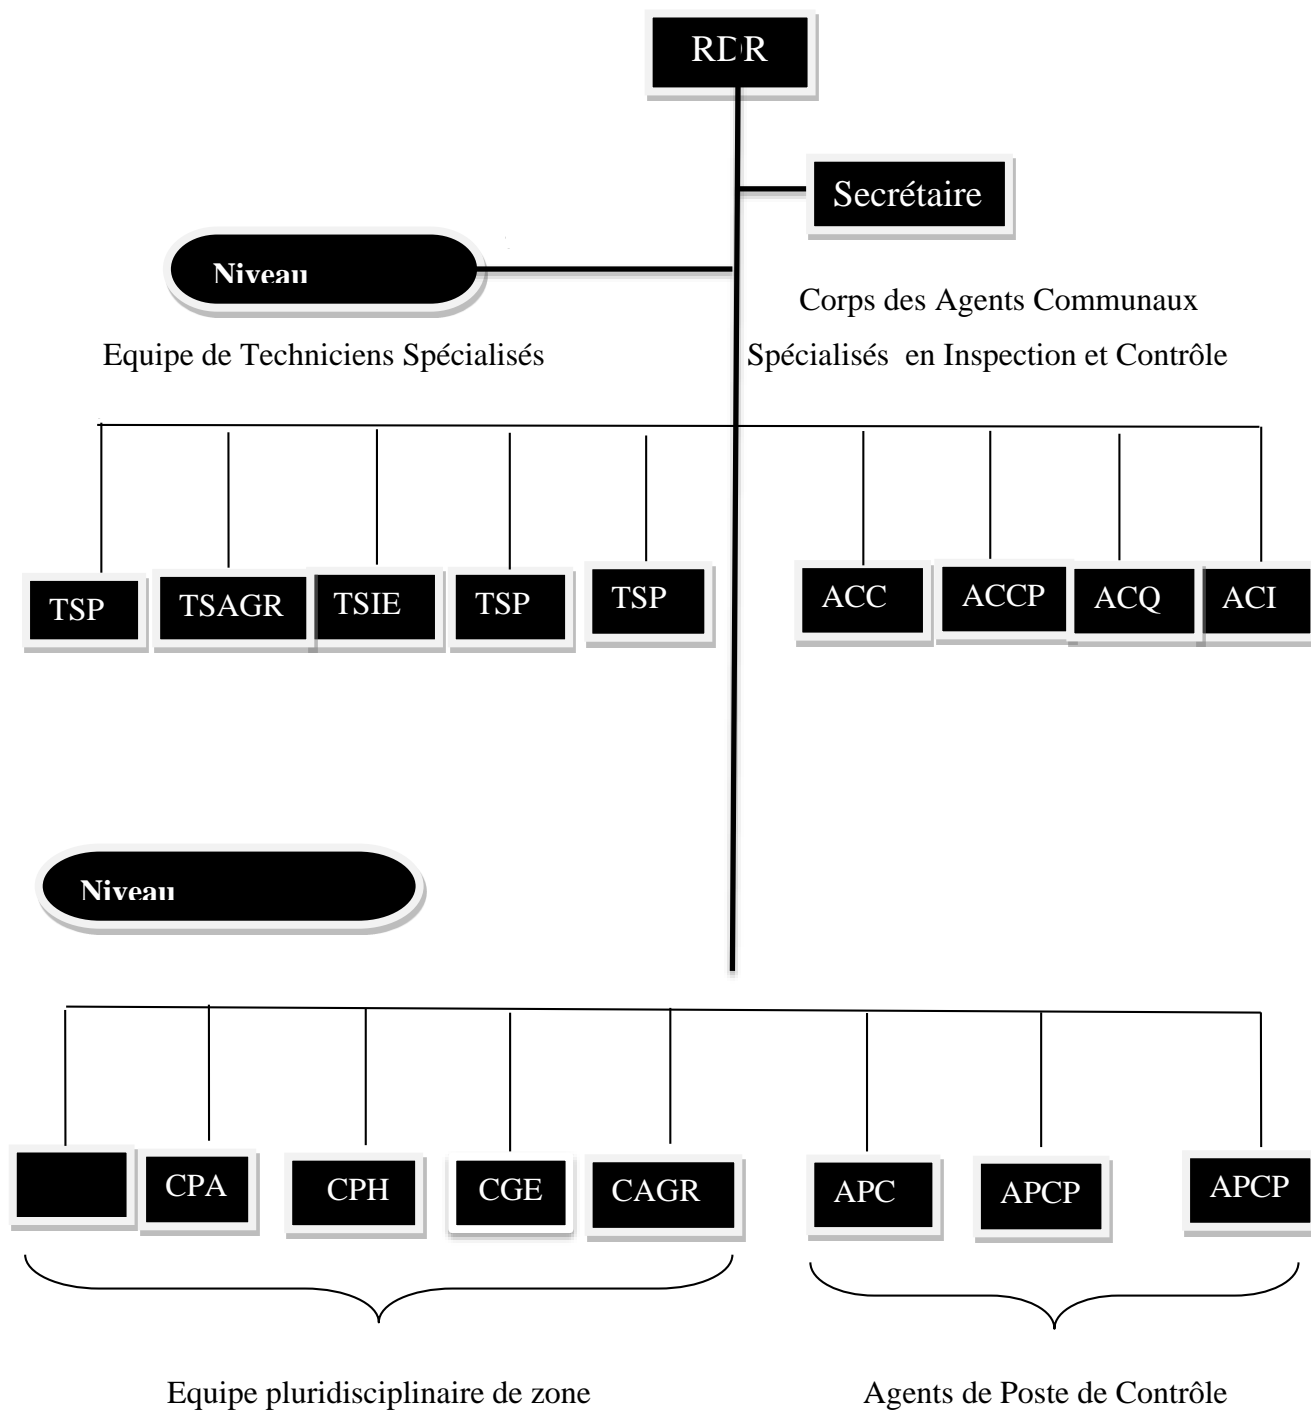 RDR
Secrétaire
Niveau
Corps des Agents Communaux
Equipe de Techniciens Spécialisés
Spécialisés en Inspection et Contrôle
TSP
TSAGR
TSIE
TSP
TSP
ACC
ACCP
ACQ
ACI
Niveau
CPA
CPH
CGE
CAGR
APC
APCP
APCP
Equipe pluridisciplinaire de zone
Agents de Poste de Contrôle